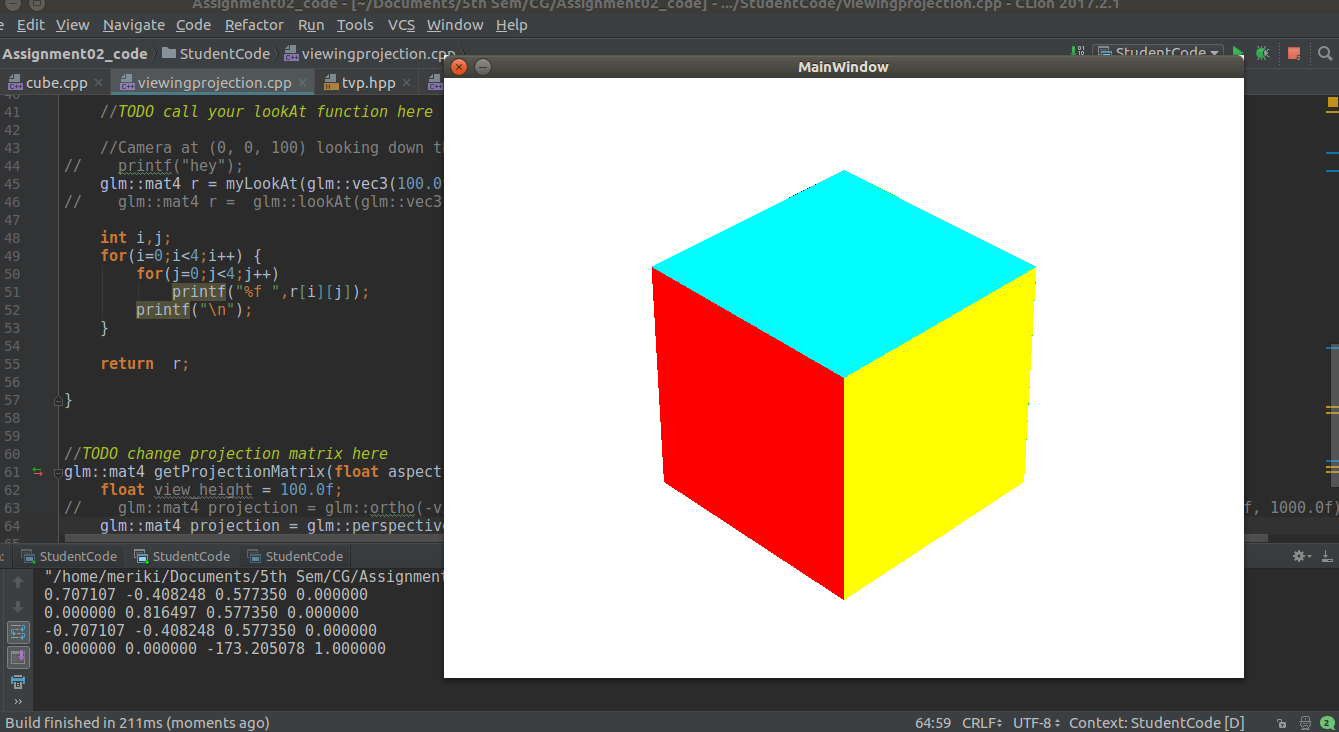 Assignment02_code - [~/Documents/5th Sem/CG/Assignment02_code] - .../StudentCode/viewingprojection.cpp - CLion 2017.2.1
e Edit View Navigate Code Refactor Run Tools VCS Window Help
Assignment02_code StudentCode viewingprojection.cpp StudentCode
MainWindow
cube.cpp viewingprojection.cpp tvp.hpp
40
41 //TODO call your lookAt function here
42
43 //Camera at (0, 0, 100) looking down th
44 // printf("hey");
45 glm::mat4 r = myLookAt(glm::vec3(100.0
46 // glm::mat4 r = glm::lookAt(glm::vec3
47
48 int i,j;
49 for(i=0;i<4;i++) {
50 for(j=0;j<4;j++)
51 printf("%f ",r[i][j]);
52 printf("\n");
53 }
54
55 return r;
56
57 }
58
59
60 //TODO change projection matrix here
61 glm::mat4 getProjectionMatrix(float aspect
62 float view_height = 100.0f;
63 // glm::mat4 projection = glm::ortho(-v f, 1000.0f)
64 glm::mat4 projection = glm::perspective
65
: StudentCode StudentCode StudentCode
"/home/meriki/Documents/5th Sem/CG/Assignment
0.707107 -0.408248 0.577350 0.000000
0.000000 0.816497 0.577350 0.000000
-0.707107 -0.408248 0.577350 0.000000
0.000000 0.000000 -173.205078 1.000000
Build finished in 211ms (moments ago) 64:59 CRLF UTF-8 Context: StudentCode [D] 2